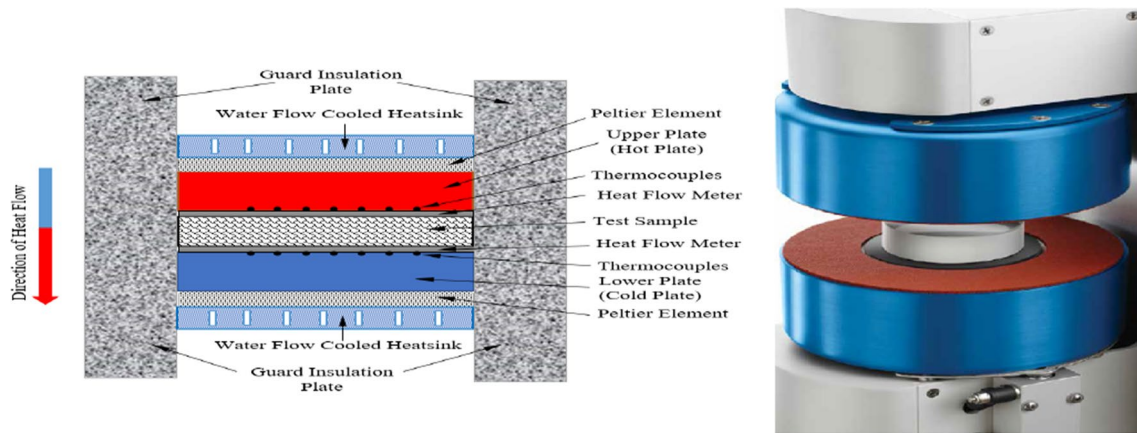 Guard Insulation
Plate
Water Flow Cooled Heatsink
Peltier Element
Upper Plate
(Hot Plate)
Thermocouples
Heat Flow Meter
Test Sample
Heat Flow Meter
Thermocouples
Lower Plate
(Cold Plate)
Peltier Element
Water Flow Cooled Heatsink
Guard Insulation
Plate
Direction of Heat Flow